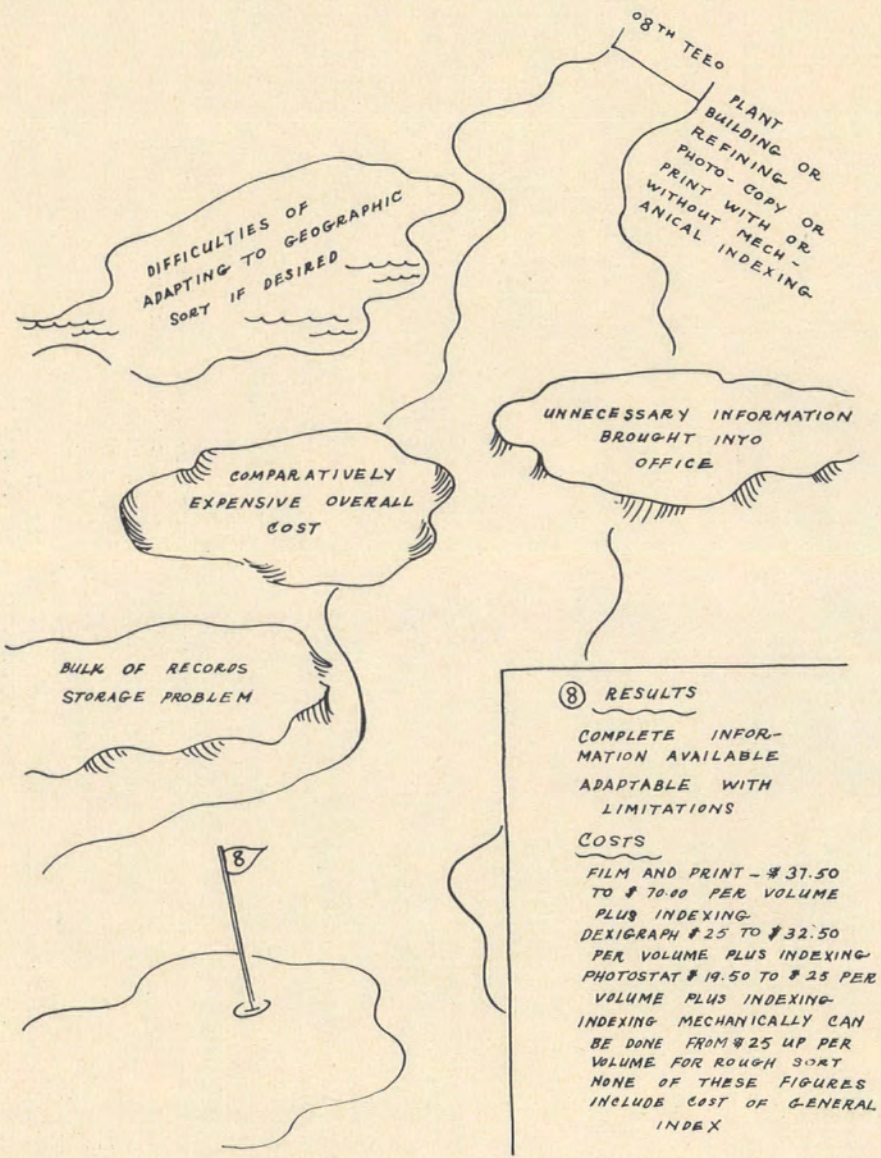 08TH TEE0
PLANT
BUILDING OR
REFINING
PHOTO-COPY OR
PRINT WITH OR
WITHOUT MECH-
ANICAL INDEXING
DIFFICULTIES OF
ADAPTING TO GEOGRAPHIC
SORT IF DESIRED
UNNECESSARY INFORMATION
BROUGHT INTO
OFFICE
COMPARATIVELY
EXPENSIVE OVERALL
COST
BULK OF RECORDS
STORAGE PROBLEM
8
8 RESULTS
COMPLETE INFOR-
MATION AVAILABLE
ADAPTABLE WITH
LIMITATIONS
COSTS
FILM AND PRINT - $37.50
TO $70.00 PER VOLUME
PLUS INDEXING
DEXIGRAPH $25 TO $32.50
PER VOLUME PLUS INDEXING
PHOTOSTAT $19.50 TO $25 PER
VOLUME PLUS INDEXING
INDEXING MECHANICALLY CAN
BE DONE FROM $25 UP PER
VOLUME FOR ROUGH SORT
NONE OF THESE FIGURES
INCLUDE COST OF GENERAL
INDEX